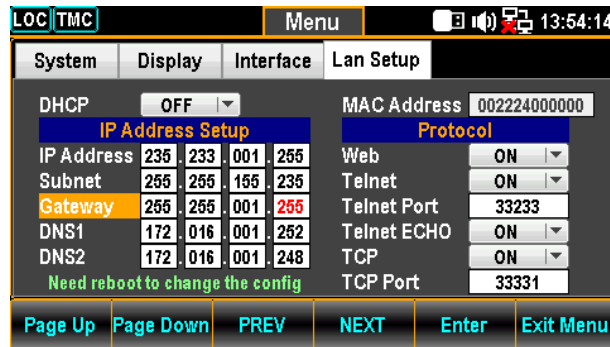 LOC TMC Menu 13:54:14
System Display Interface Lan Setup
DHCP OFF MAC Address 002224000000
IP Address Setup Protocol
IP Address 235 . 233 . 001 . 255 Web ON
Subnet 255 . 255 . 155 . 235 Telnet ON
Gateway 255 . 255 . 001 . 255 Telnet Port 33233
DNS1 172 . 016 . 001 . 252 Telnet ECHO ON
DNS2 172 . 016 . 001 . 248 TCP ON
Need reboot to change the config TCP Port 33331
Page Up Page Down PREV NEXT Enter Exit Menu